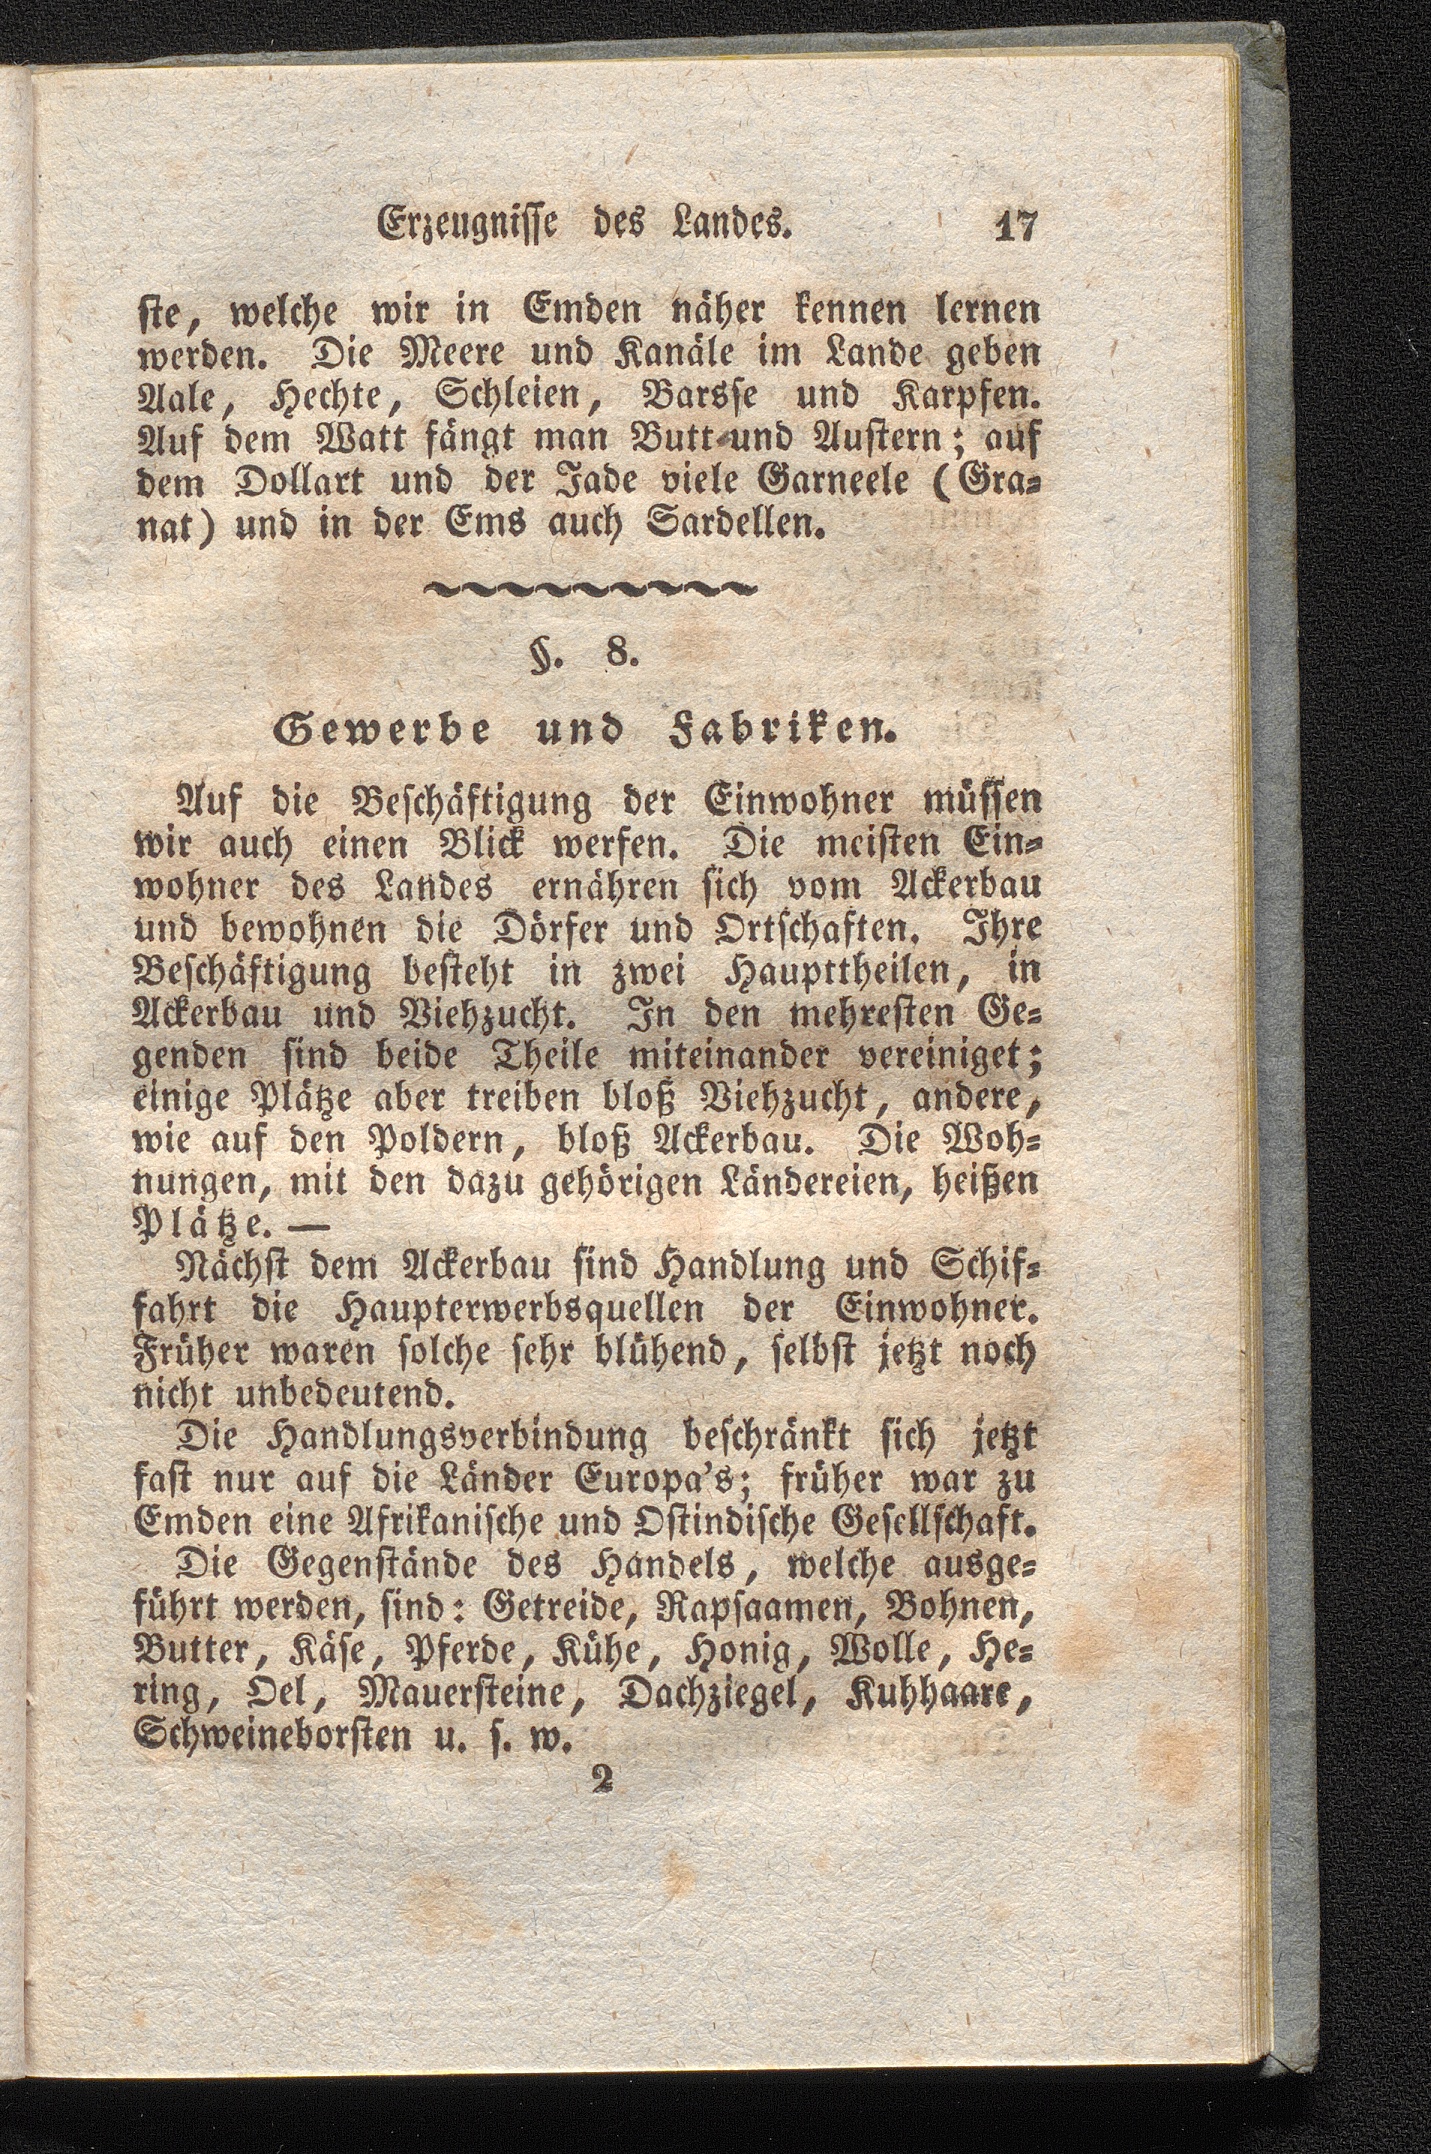 Erzeugnisse des Landes. 17
ste, welche wir in Emden näher kennen lernen
werden. Die Meere und Kanäle im Lande geben
Aale, Hechte, Schleien, Barsse und Karpfen.
Auf dem Watt fängt man Butt und Austern; auf
dem Dollart und der Jade viele Garneele (Gra-
nat) und in der Ems auch Sardellen.
§. 8.
Gewerbe und Fabriken.
Auf die Beschäftigung der Einwohner müssen
wir auch einen Blick werfen. Die meisten Ein-
wohner des Landes ernähren sich vom Ackerbau
und bewohnen die Dörfer und Ortschaften. Ihre
Beschäftigung besteht in zwei Haupttheilen, in
Ackerbau und Viehzucht. In den mehresten Ge-
genden sind beide Theile miteinander vereiniget;
einige Plätze aber treiben bloß Viehzucht, andere,
wie auf den Poldern, bloß Ackerbau. Die Woh-
nungen, mit den dazu gehörigen Ländereien, heißen
Plätze. —
Nächst dem Ackerbau sind Handlung und Schif-
fahrt die Haupterwerbsquellen der Einwohner.
Früher waren solche sehr blühend, selbst jetzt noch
nicht unbedeutend.
Die Handlungsverbindung beschränkt sich jetzt
fast nur auf die Länder Europa's; früher war zu
Emden eine Afrikanische und Ostindische Gesellschaft.
Die Gegenstände des Handels, welche ausge-
führt werden, sind: Getreide, Rapsaamen, Bohnen,
Butter, Käse, Pferde, Kühe, Honig, Wolle, He-
ring, Oel, Mauersteine, Dachziegel, Kuhhaare,
Schweineborsten u. s. w.
2